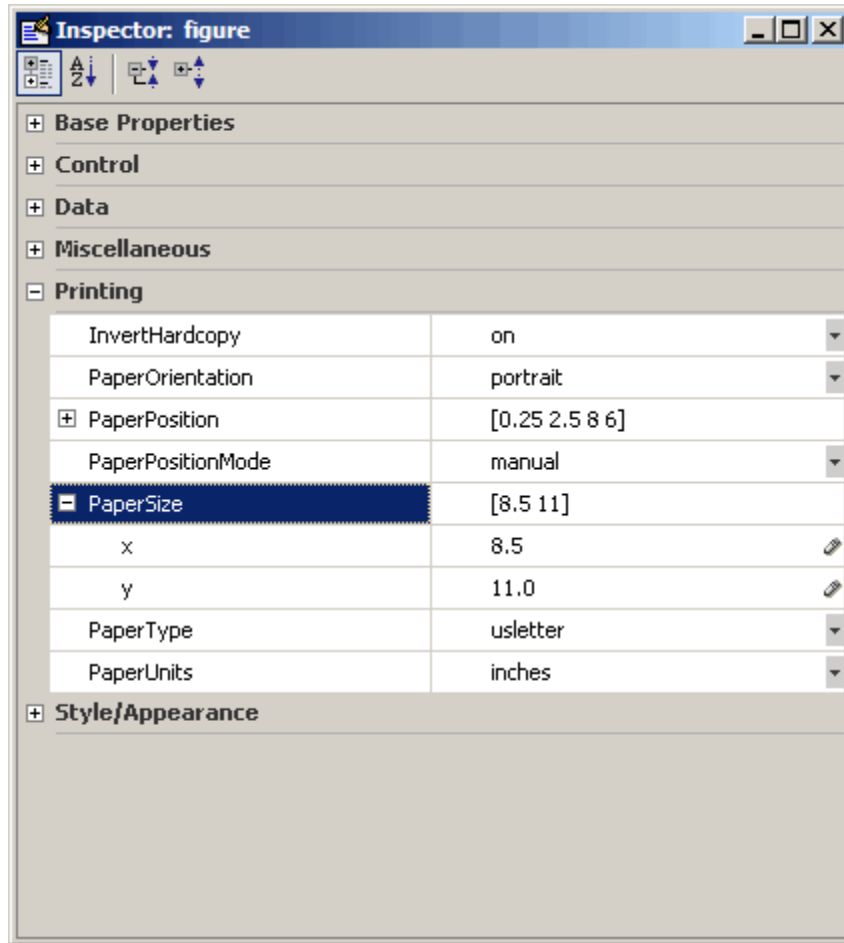 Inspector: figure
A
Z
Base Properties
Control
Data
Miscellaneous
Printing
InvertHardcopy on
PaperOrientation portrait
PaperPosition [0.25 2.5 8 6]
PaperPositionMode manual
PaperSize [8.5 11]
x 8.5
y 11.0
PaperType usletter
PaperUnits inches
Style/Appearance